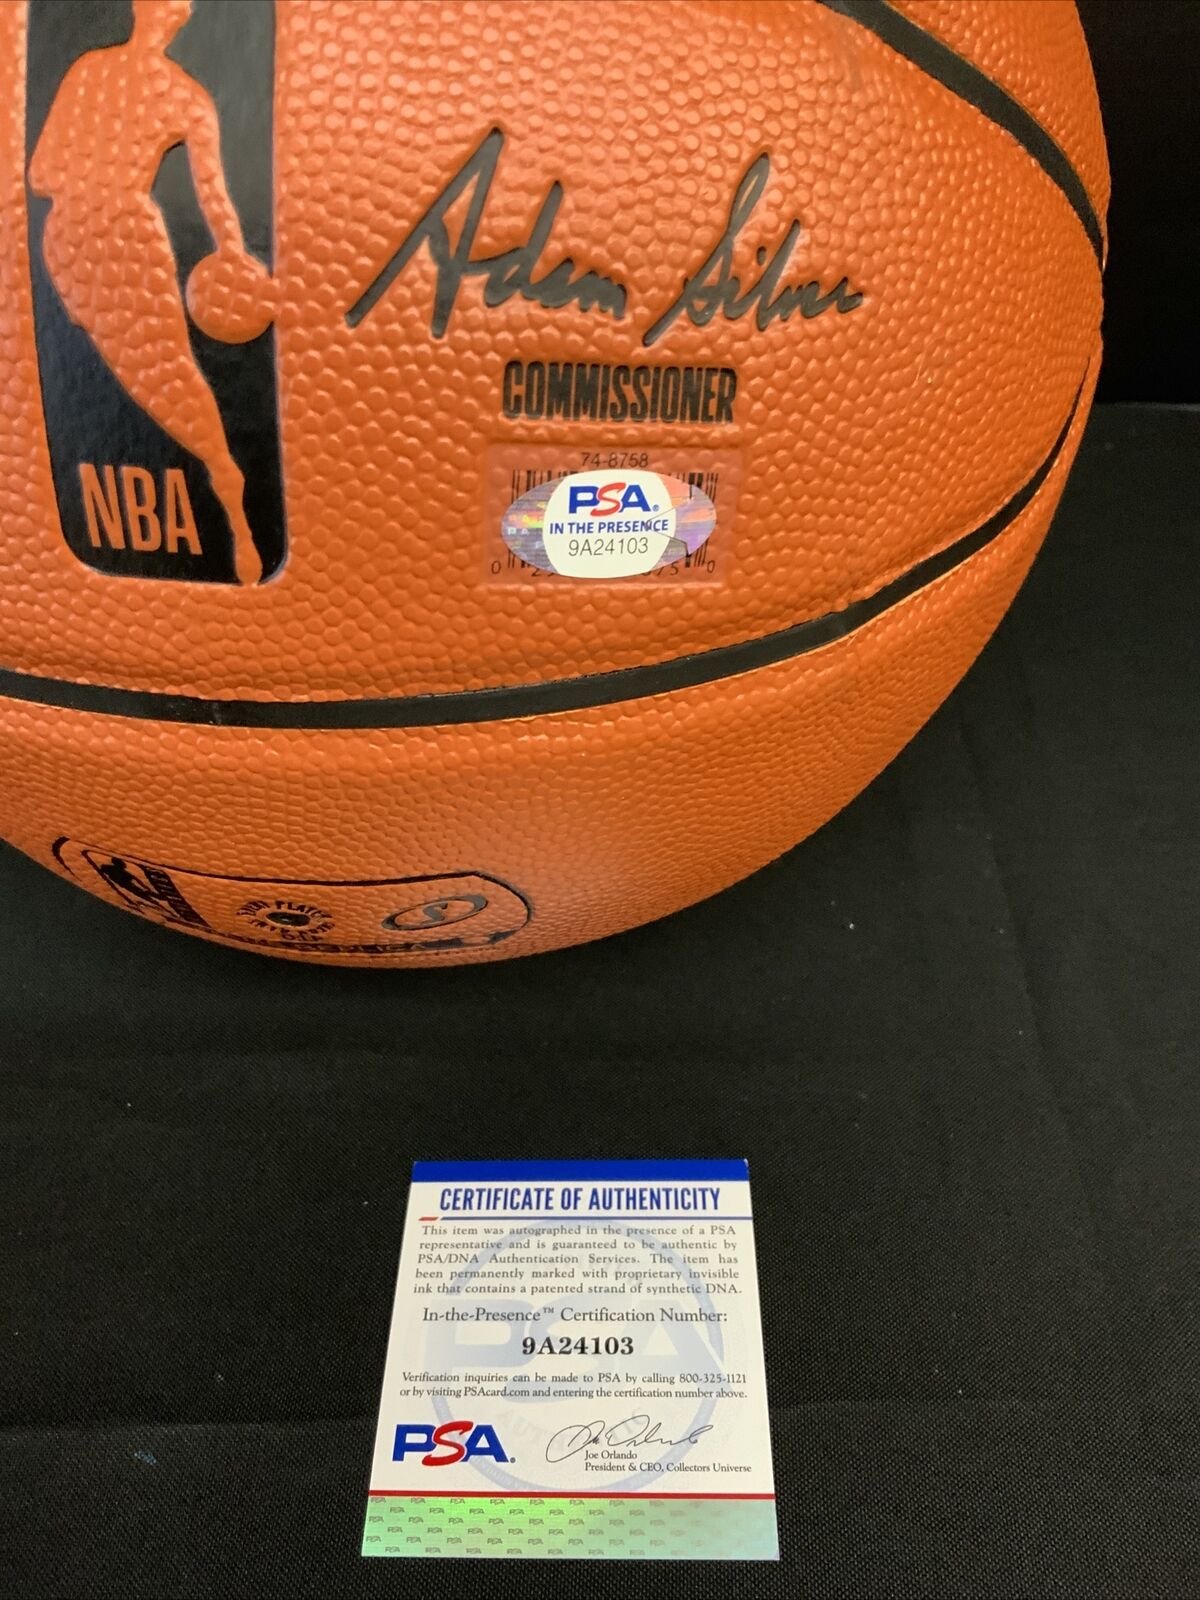 Adam Silver
COMMISSIONER
NBA
74-8758
PSA®
IN THE PRESENCE
9A24103
CERTIFICATE OF AUTHENTICITY
This item was autographed in the presence of a PSA
representative and is guaranteed to be authentic by
PSA/DNA Authentication Services. The item has
been permanently marked with proprietary invisible
ink that contains a patented strand of synthetic DNA.
In-the-Presence™ Certification Number:
9A24103
Verification inquiries can be made to PSA by calling 800-325-1121
or by visiting PSAcard.com and entering the certification number above.
PSA®
Joe Orlando
President & CEO, Collectors Universe